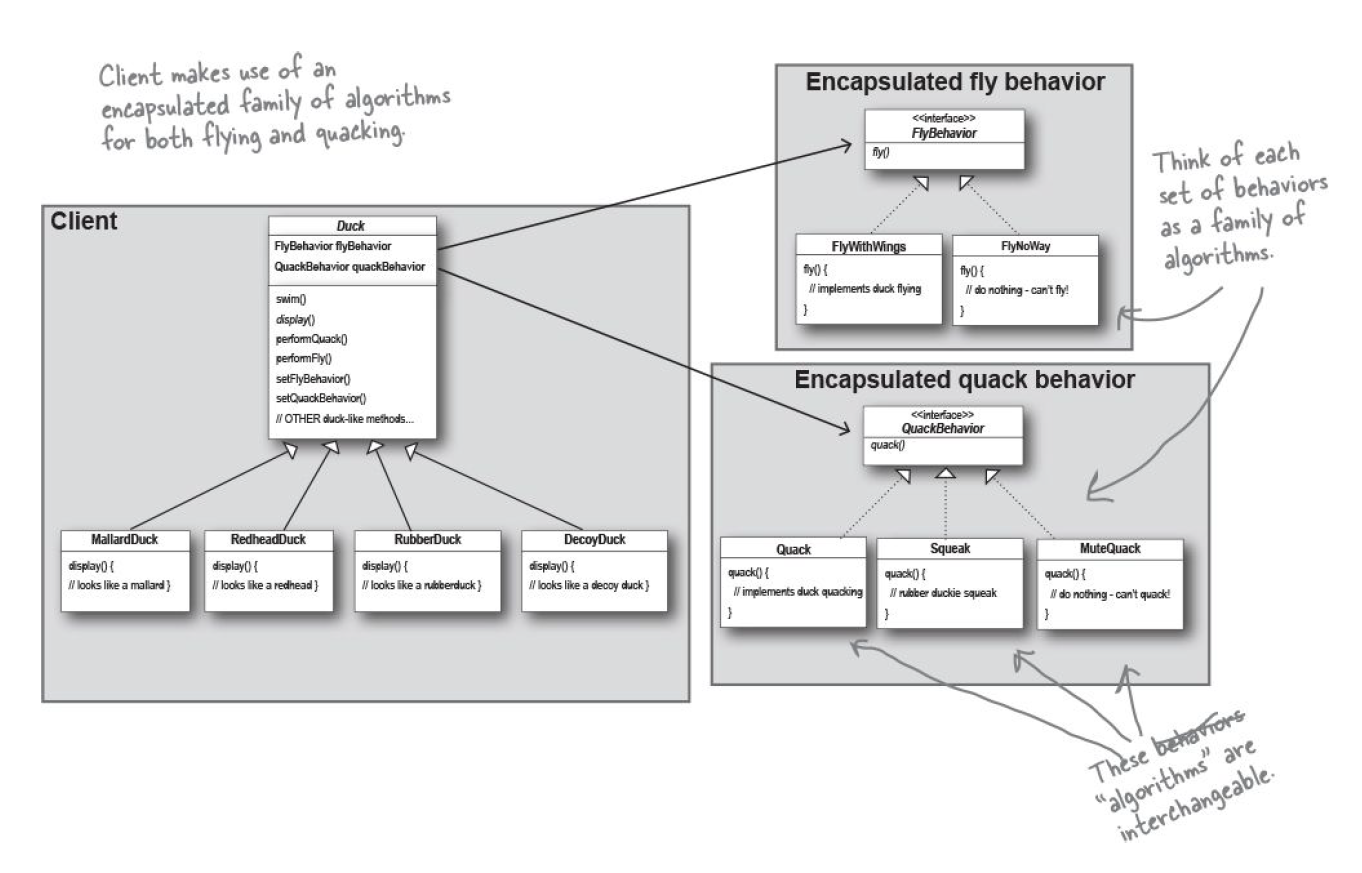 Client makes use of an
encapsulated family of algorithms
for both flying and quacking.
Client
Duck
FlyBehavior flyBehavior
QuackBehavior quackBehavior
swim()
display()
performQuack()
performFly()
setFlyBehavior()
setQuackBehavior()
// OTHER duck-like methods...
MallardDuck
display() {
// looks like a mallard }
RedheadDuck
display() {
// looks like a redhead }
RubberDuck
display() {
// looks like a rubberduck }
DecoyDuck
display() {
// looks like a decoy duck }
Encapsulated fly behavior
<<interface>>
FlyBehavior
fly()
FlyWithWings
fly() {
// implements duck flying
}
FlyNoWay
fly() {
// do nothing - can't fly!
}
Think of each
set of behaviors
as a family of
algorithms.
Encapsulated quack behavior
<<interface>>
QuackBehavior
quack()
Quack
quack() {
// implements duck quacking
}
Squeak
quack() {
// rubber duckie squeak
}
MuteQuack
quack() {
// do nothing - can't quack!
}
These behaviors
“algorithms” are
interchangeable.